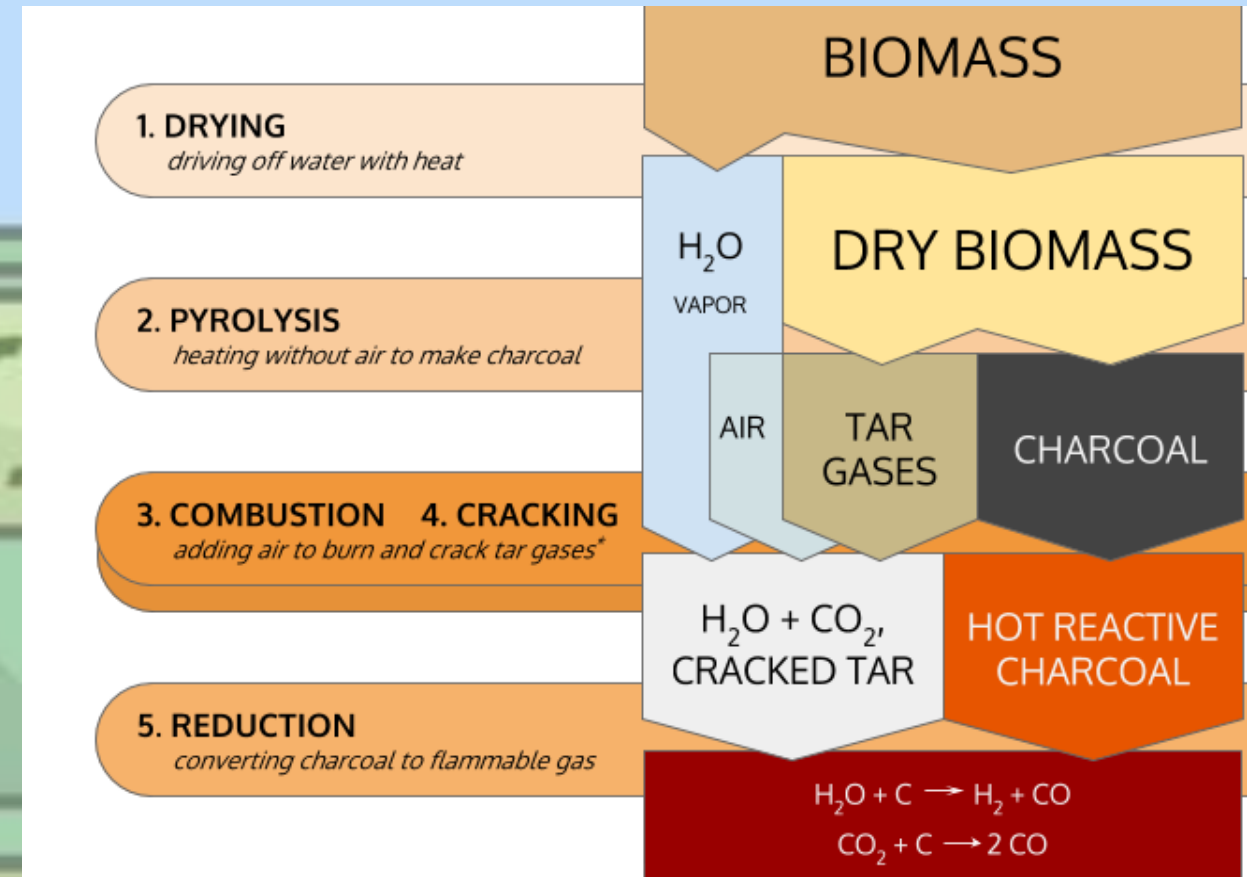 BIOMASS
1. DRYING
driving off water with heat
H₂O
VAPOR
DRY BIOMASS
2. PYROLYSIS
heating without air to make charcoal
AIR
TAR
GASES
CHARCOAL
3. COMBUSTION 4. CRACKING
adding air to burn and crack tar gases*
H₂O + CO₂,
CRACKED TAR
HOT REACTIVE
CHARCOAL
5. REDUCTION
converting charcoal to flammable gas
H₂O + C → H₂ + CO
CO₂ + C → 2 CO